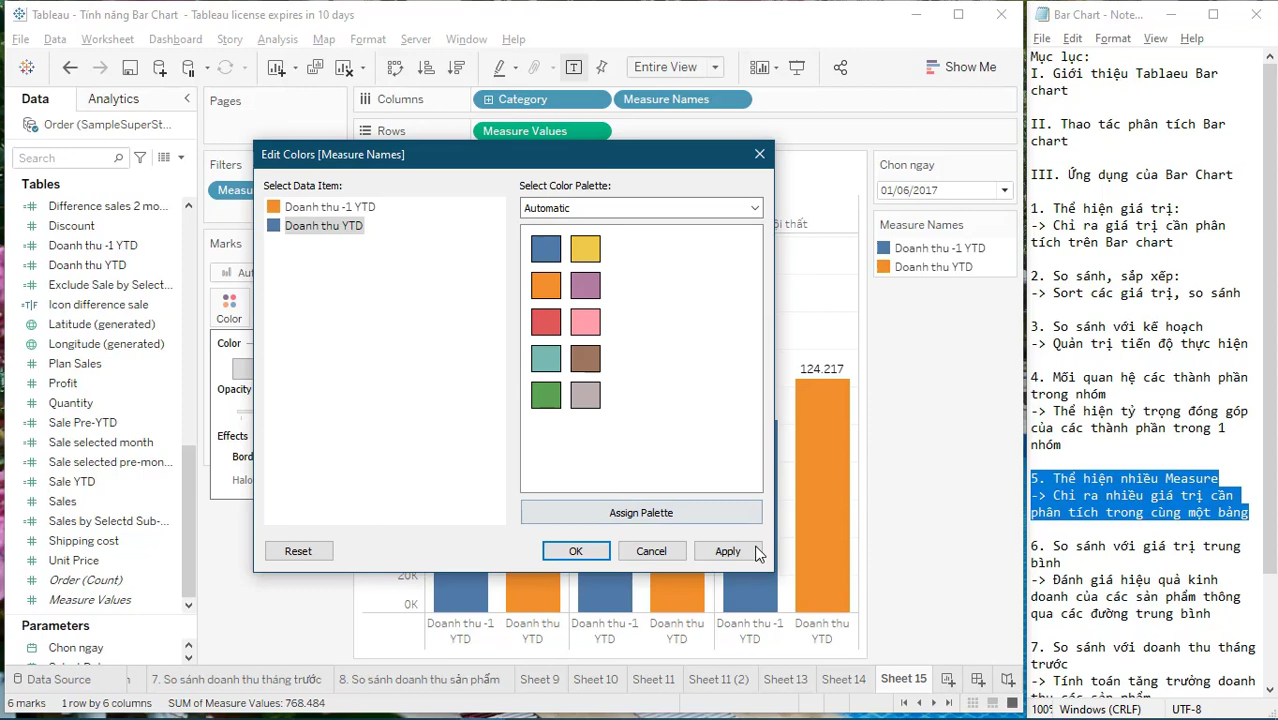 Tableau - Tính năng Bar Chart - Tableau license expires in 10 days
File Data Worksheet Dashboard Story Analysis Map Format Server Window Help
Entire View
Show Me
Data Analytics
Order (SampleSuperSt...
Search
Tables
Difference sales 2 mo...
Discount
Doanh thu -1 YTD
Doanh thu YTD
Exclude Sale by Select...
Icon difference sale
Latitude (generated)
Longitude (generated)
Plan Sales
Profit
Quantity
Sale Pre-YTD
Sale selected month
Sale selected pre-mon...
Sale YTD
Sales
Sales by Selectd Sub-...
Shipping cost
Unit Price
Order (Count)
Measure Values
Parameters
Chon ngay
Pages
Filters
Measu
Marks
Color
Color
Opacity
Effects
Bord
Halo
Columns
Category
Measure Names
Rows
Measure Values
Edit Colors [Measure Names]
Select Data Item:
Doanh thu -1 YTD
Doanh thu YTD
Select Color Palette:
Automatic
Assign Palette
Reset
OK
Cancel
Apply
124.217
20K
0K
Doanh thu -1 YTD
Doanh thu YTD
Doanh thu -1 YTD
Doanh thu YTD
Doanh thu -1 YTD
Doanh thu YTD
Chon ngay
01/06/2017
Measure Names
Doanh thu -1 YTD
Doanh thu YTD
Data Source
7. So sánh doanh thu tháng trước
8. So sánh doanh thu sản phẩm
Sheet 9
Sheet 10
Sheet 11
Sheet 11 (2)
Sheet 13
Sheet 14
Sheet 15
6 marks 1 row by 6 columns
Bar Chart - Note...
File Edit Format View Help
Mục lục:
I. Giới thiệu Tablaeu Bar
chart
II. Thao tác phân tích Bar
chart
III. Ứng dụng của Bar Chart
1. Thể hiện giá trị:
-> Chỉ ra giá trị cần phân
tích trên Bar chart
2. So sánh, sắp xếp:
-> Sort các giá trị, so sánh
3. So sánh với kế hoạch
-> Quản trị tiến độ thực hiện
4. Mối quan hệ các thành phần
trong nhóm
-> Thể hiện tỷ trọng đóng góp
của các thành phần trong 1
nhóm
5. Thể hiện nhiều Measure
-> Chỉ ra nhiều giá trị cần
phân tích trong cùng một bảng
6. So sánh với giá trị trung
bình
-> Đánh giá hiệu quả kinh
doanh của các sản phẩm thông
qua các đường trung bình
7. So sánh với doanh thu tháng
trước
-> Tính toán tăng trưởng doanh
Windows (CRLF) UTF-8